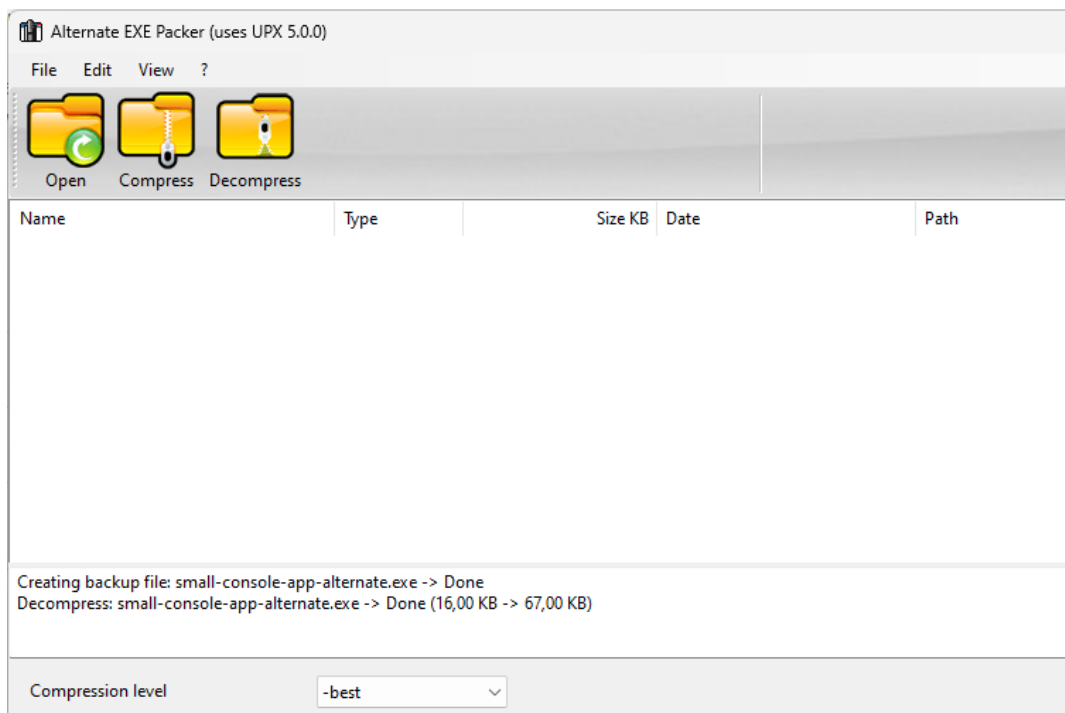 Alternate EXE Packer (uses UPX 5.0.0)
File Edit View ?
Open Compress Decompress
Name Type Size KB Date Path
Creating backup file: small-console-app-alternate.exe -> Done
Decompress: small-console-app-alternate.exe -> Done (16,00 KB -> 67,00 KB)
Compression level -best